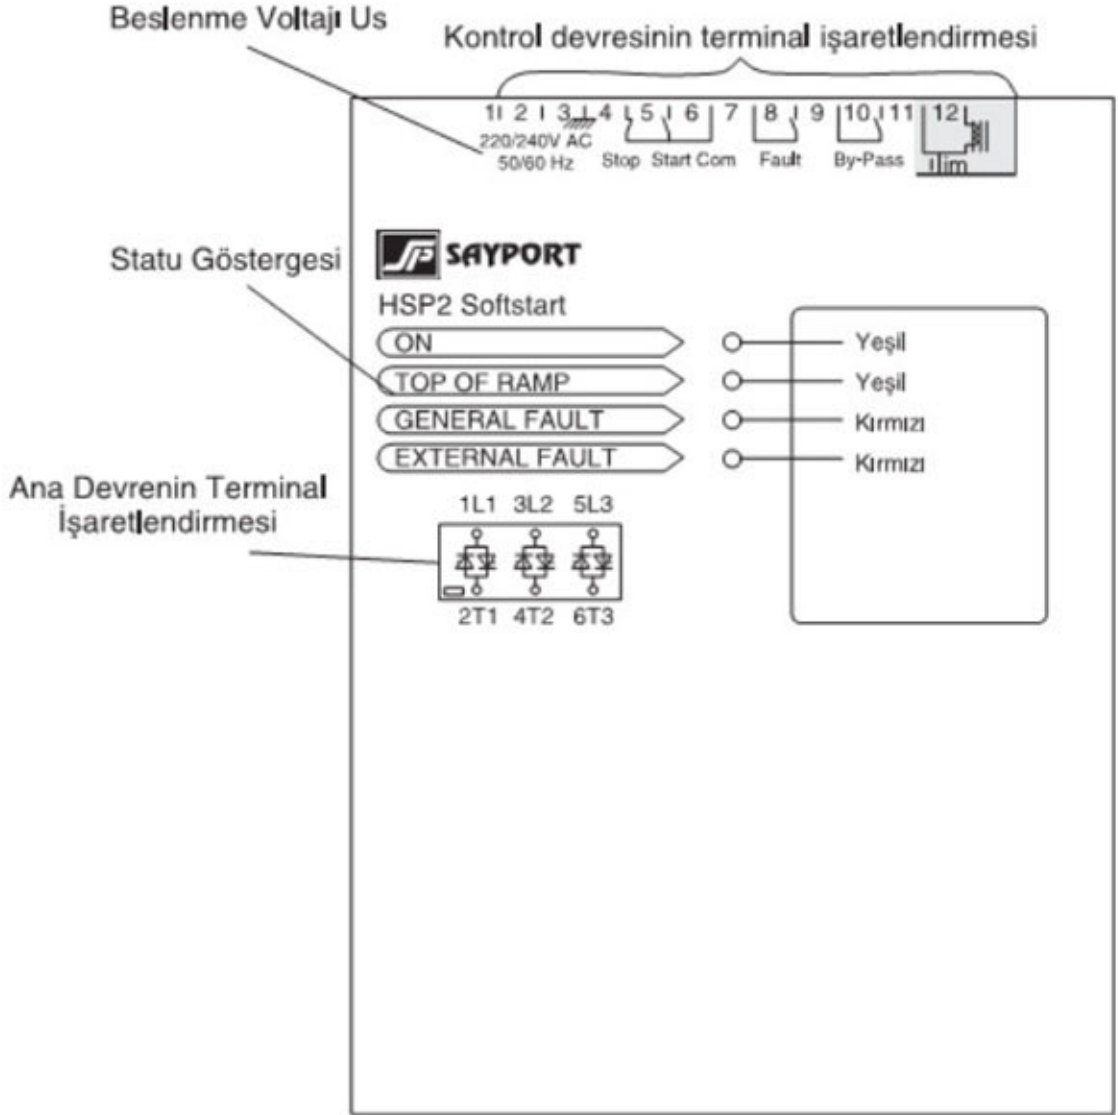 Beslenme Voltajı Us
Kontrol devresinin terminal işaretlendirmesi
1 2 3 4 5 6 7 8 9 10 11 12
220/240V AC
50/60 Hz
Stop Start Com Fault By-Pass
Statu Göstergesi
SAYPORT
HSP2 Softstart
ON Yeşil
TOP OF RAMP Yeşil
GENERAL FAULT Kırmızı
EXTERNAL FAULT Kırmızı
Ana Devrenin Terminal
İşaretlendirmesi
1L1 3L2 5L3
2T1 4T2 6T3